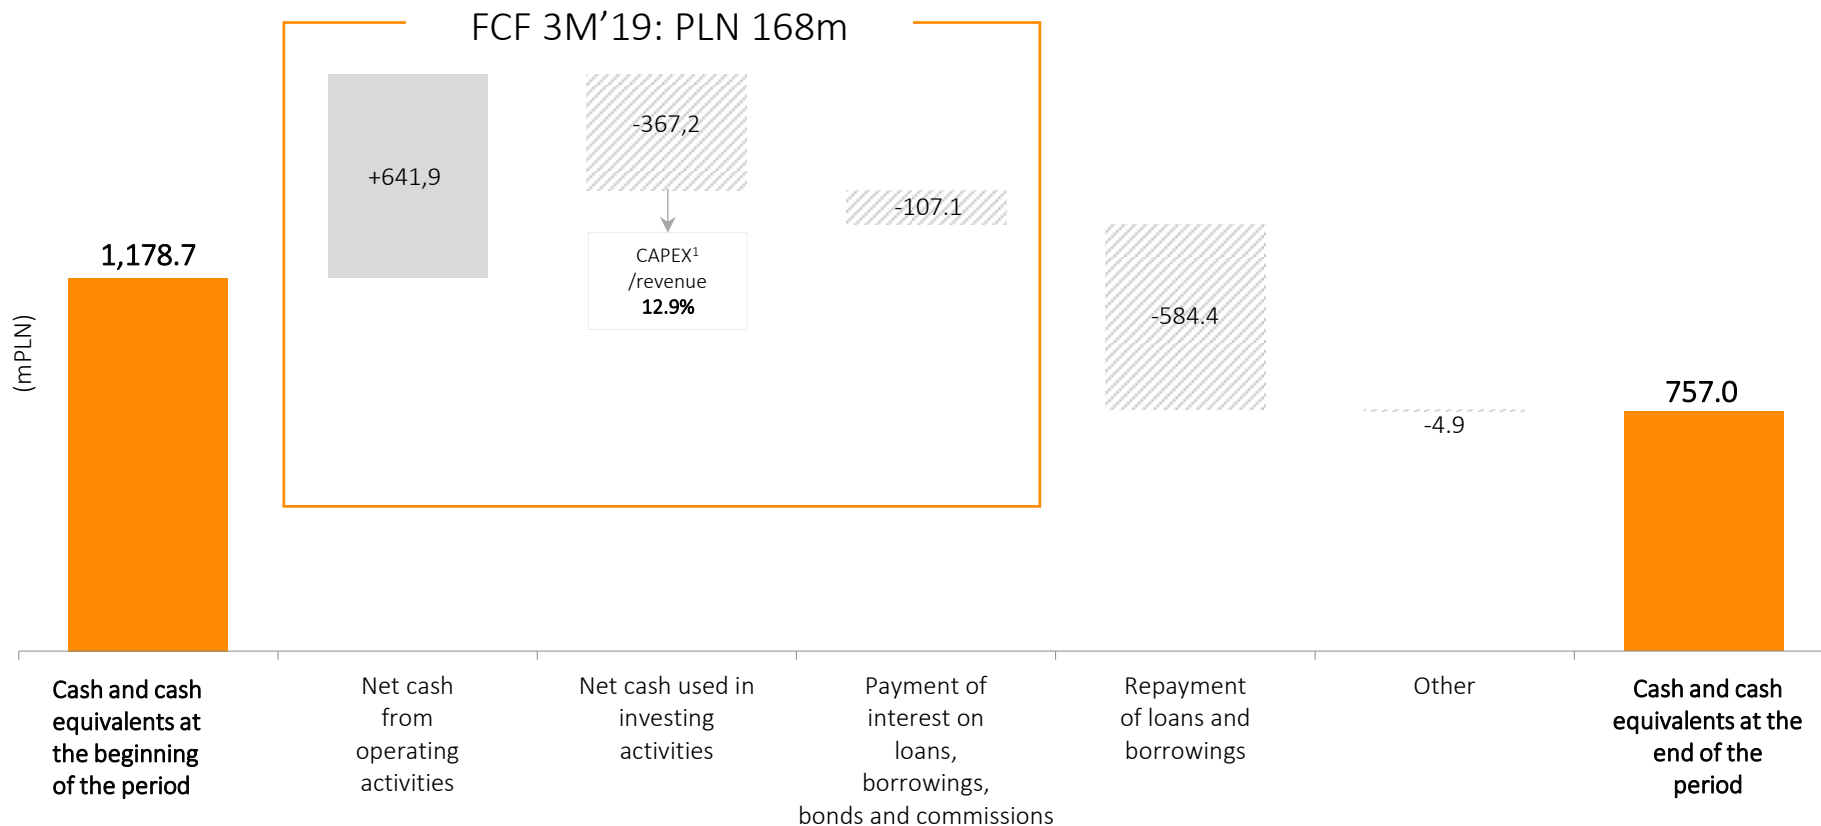 FCF 3M’19: PLN 168m
+641,9
-367,2
-107.1
CAPEX¹
/revenue
12.9%
1,178.7
-584.4
-4.9
757.0
(mPLN)
Cash and cash
equivalents at
the beginning
of the period
Net cash
from
operating
activities
Net cash used in
investing
activities
Payment of
interest on
loans,
borrowings,
bonds and commissions
Repayment
of loans and
borrowings
Other
Cash and cash
equivalents at the
end of the
period